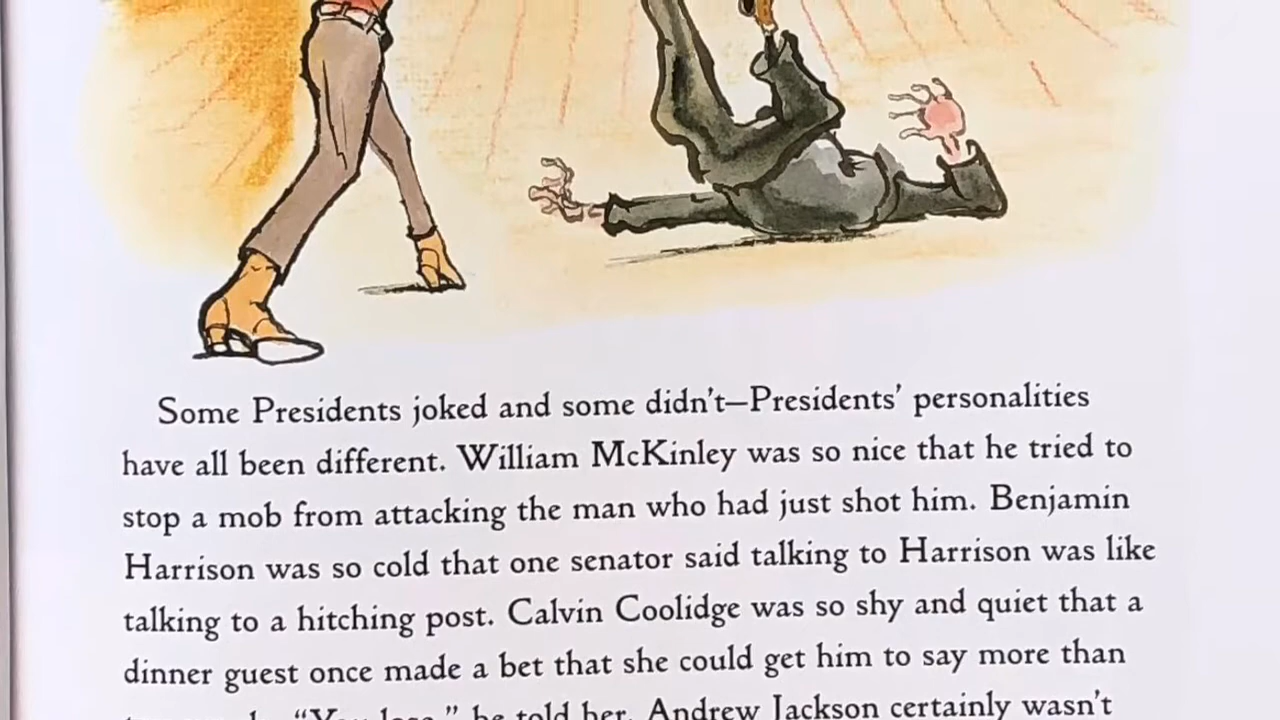 Some Presidents joked and some didn't—Presidents' personalities
have all been different. William McKinley was so nice that he tried to
stop a mob from attacking the man who had just shot him. Benjamin
Harrison was so cold that one senator said talking to Harrison was like
talking to a hitching post. Calvin Coolidge was so shy and quiet that a
dinner guest once made a bet that she could get him to say more than
"You lose," he told her. Andrew Jackson certainly wasn't